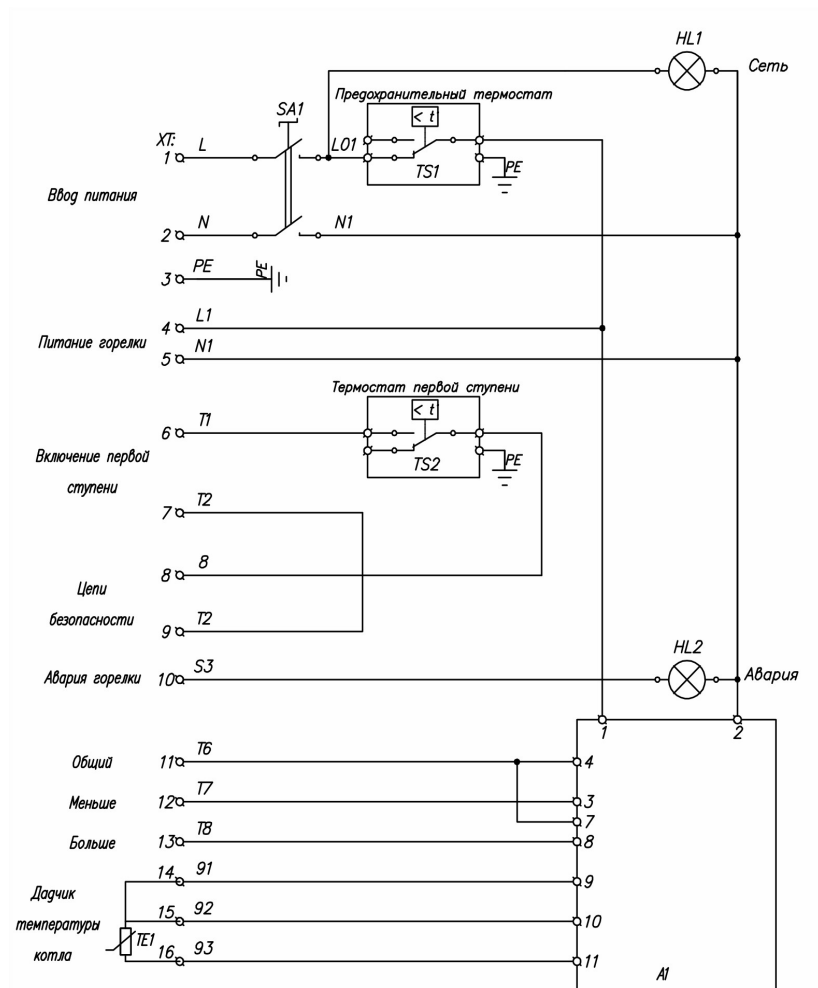 HL1
Сеть
Предохранительный термостат
SA1
< t
XT:
1 L
L01
TS1
PE
Ввод питания
2 N
N1
3 PE
PE
4 L1
Питание горелки
5 N1
Термостат первой ступени
< t
6 T1
TS2
PE
Включение первой
ступени
7 T2
8 8
Цепи
безопасности
9 T2
HL2
Авария горелки 10 S3
Авария
1 2
Общий 11 T6 4
Меньше 12 T7 3
7
Больше 13 T8 8
14 91 9
Дадчик
15 92 10
температуры
TE1
котла
16 93 11
A1